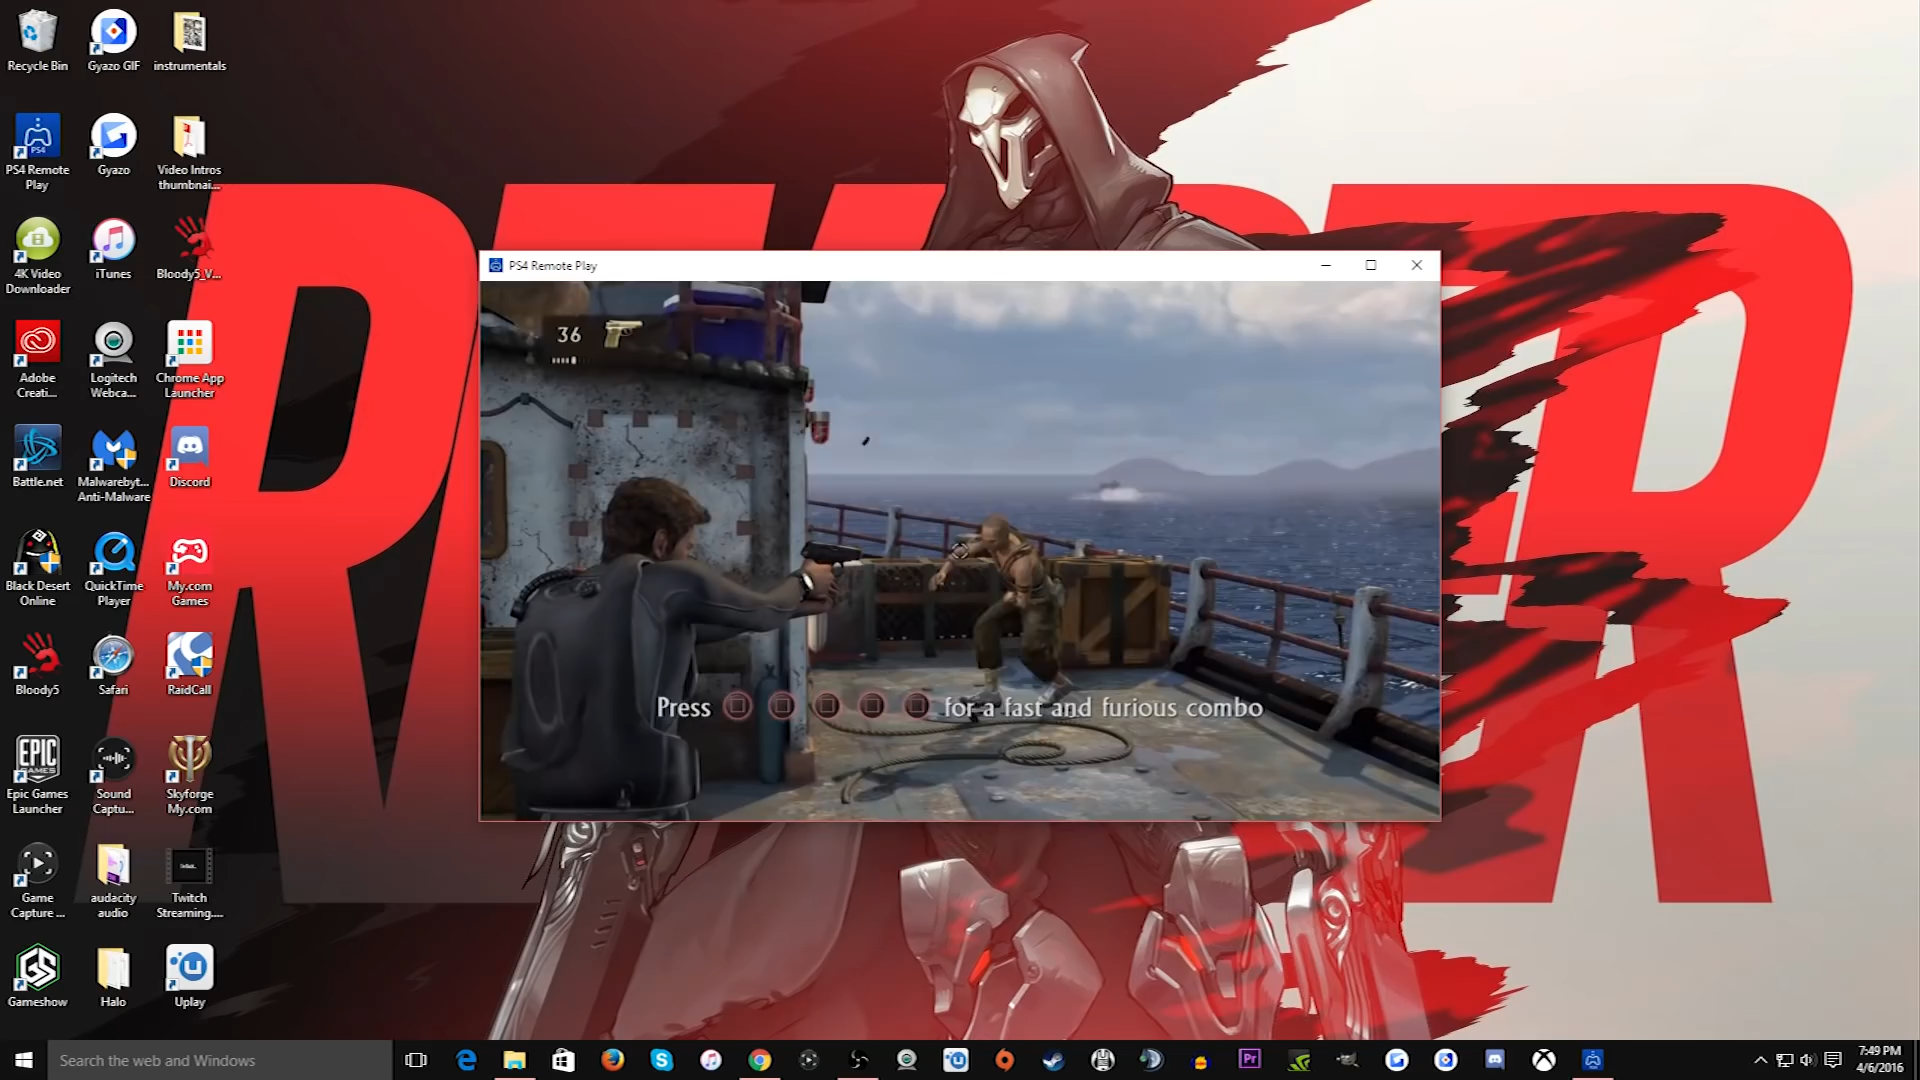 Recycle Bin
Gyazo GIF
instrumentals
PS4 Remote
Play
Gyazo
Video Intros
thumbnai...
4K Video
Downloader
iTunes
Bloody5_V...
Adobe
Creati...
Logitech
Webca...
Chrome App
Launcher
Battle.net
Malwarebyt...
Anti-Malware
Discord
Black Desert
Online
QuickTime
Player
My.com
Games
Bloody5
Safari
RaidCall
EPIC
GAMES
Epic Games
Launcher
Sound
Captu...
Skyforge
My.com
Game
Capture ...
audacity
audio
Twitch
Streaming....
Gameshow
Halo
Uplay
PS4 Remote Play
36
Press for a fast and furious combo
Search the web and Windows
Pr
7:49 PM
4/6/2016